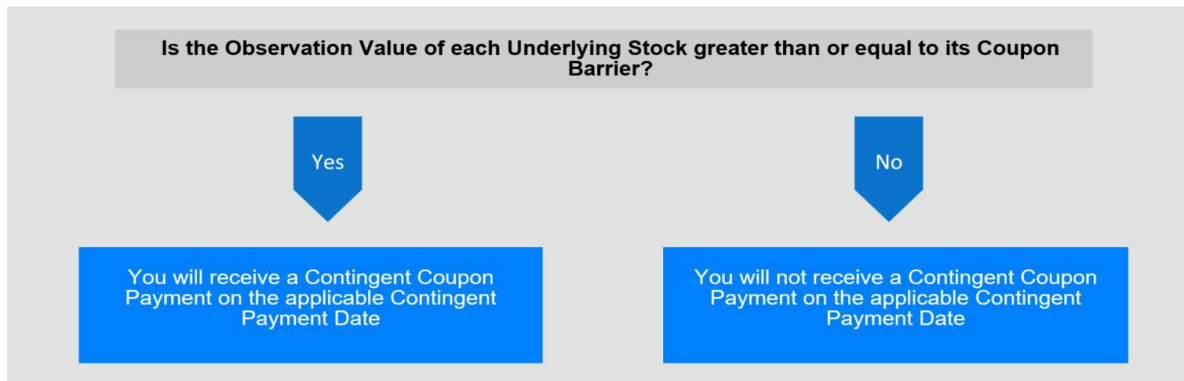 Is the Observation Value of each Underlying Stock greater than or equal to its Coupon
Barrier?
Yes
No
You will receive a Contingent Coupon
Payment on the applicable Contingent
Payment Date
You will not receive a Contingent Coupon
Payment on the applicable Contingent
Payment Date